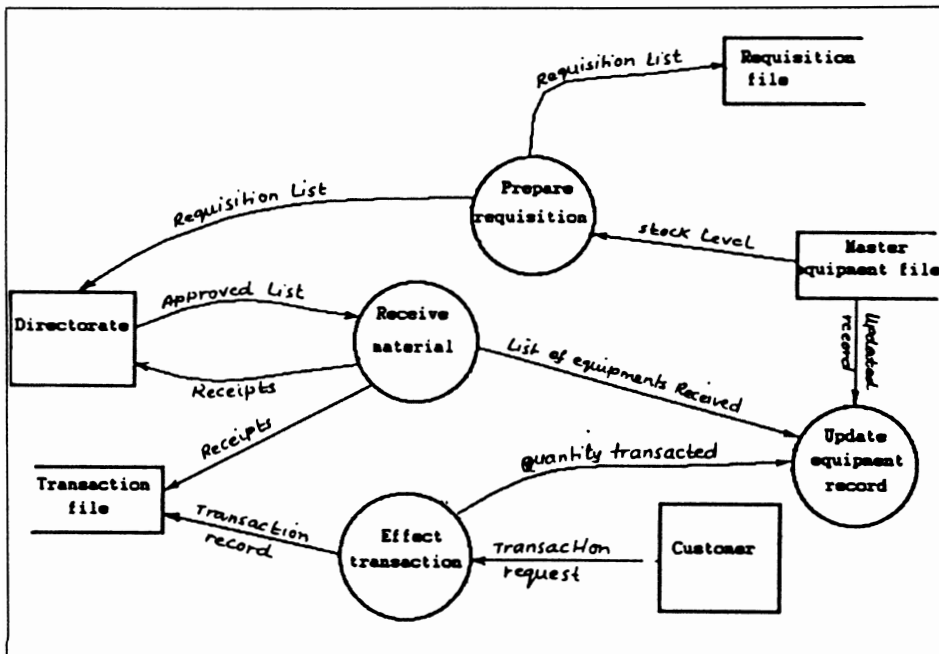 Requisition List
Requisition
file
Prepare
requisition
Requisition List
Stock Level
Master
equipment file
Directorate
Approved List
Receive
material
Updated
record
List of equipments Received
Receipts
Receipts
Quantity transacted
Update
equipment
record
Transaction
file
Transaction
record
Effect
transaction
Transaction
request
Customer